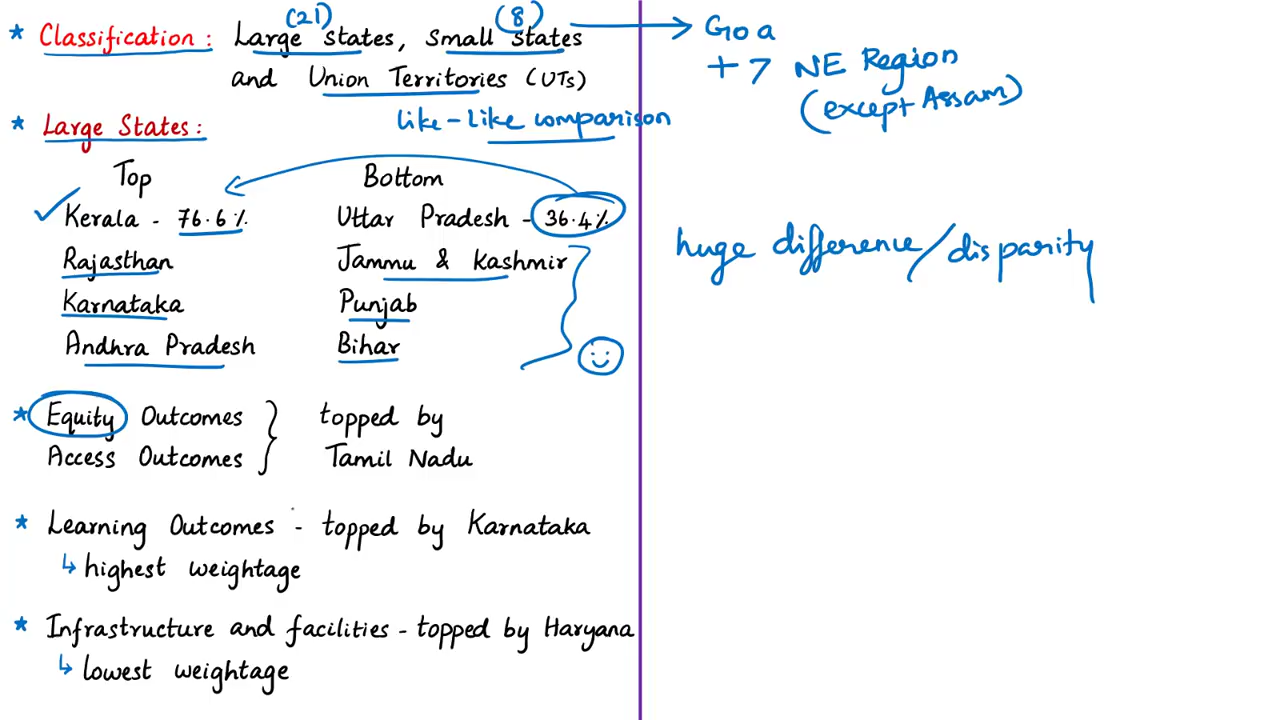 (21) (8)
* Classification: Large states, small states
and Union Territories (UTs)
→ Goa
+ 7 NE Region
(except Assam)
like-like comparison
* Large States:
Top Bottom
Kerala - 76.6% Uttar Pradesh - 36.4%
Rajasthan Jammu & Kashmir
Karnataka Punjab
Andhra Pradesh Bihar
huge difference/disparity
* Equity Outcomes } topped by
Access Outcomes Tamil Nadu
* Learning Outcomes - topped by Karnataka
↳ highest weightage
* Infrastructure and facilities - topped by Haryana
↳ lowest weightage